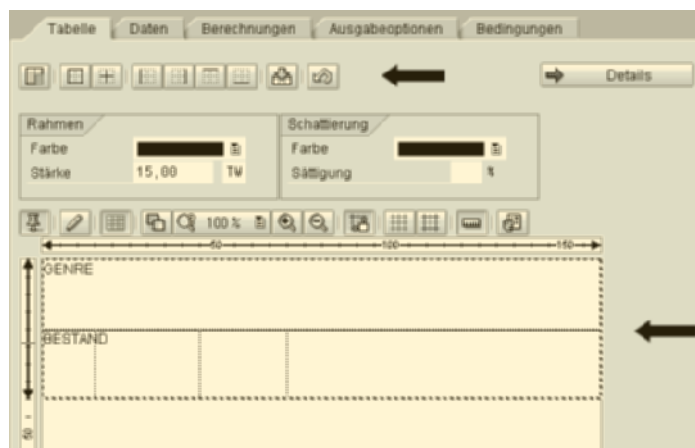 Tabelle Daten Berechnungen Ausgabeoptionen Bedingungen
Details
Rahmen Schattierung
Farbe Farbe
Stärke 15,00 TW Sättigung %
100 %
50 100 150
GENRE
BESTAND